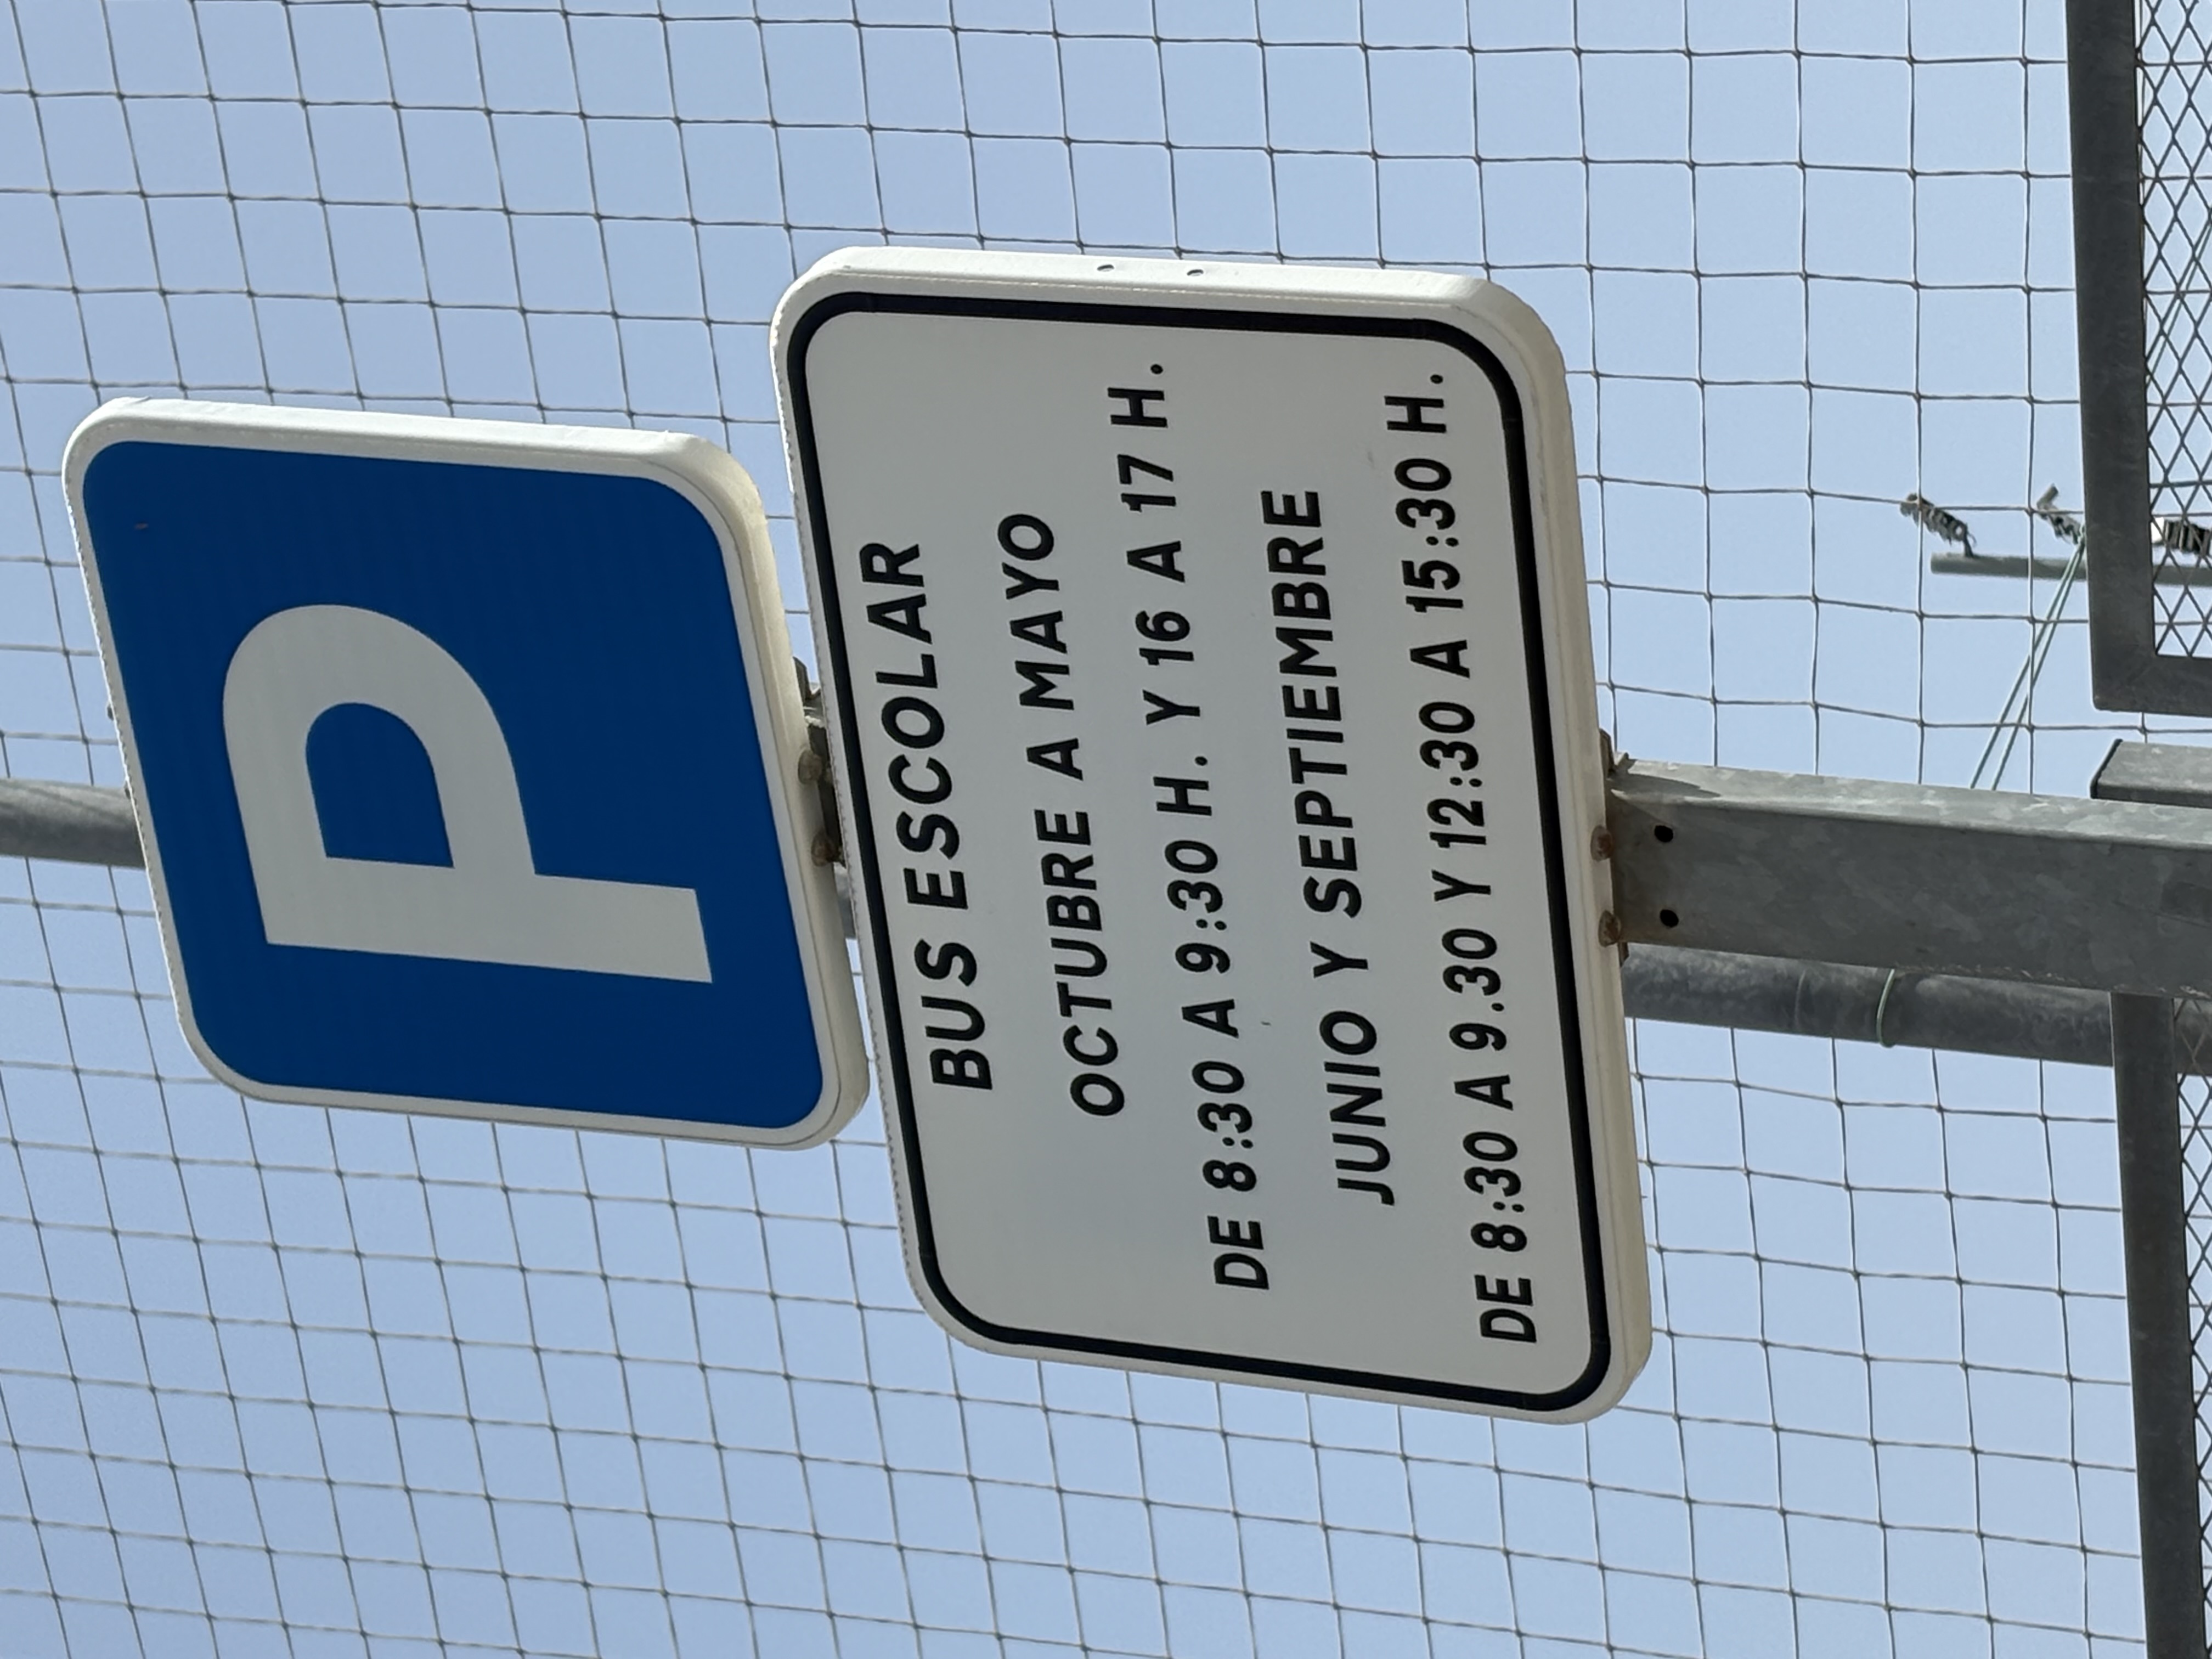 P
BUS ESCOLAR
OCTUBRE A MAYO
DE 8:30 A 9:30 H. Y 16 A 17 H.
JUNIO Y SEPTIEMBRE
DE 8:30 A 9.30 Y 12:30 A 15:30 H.